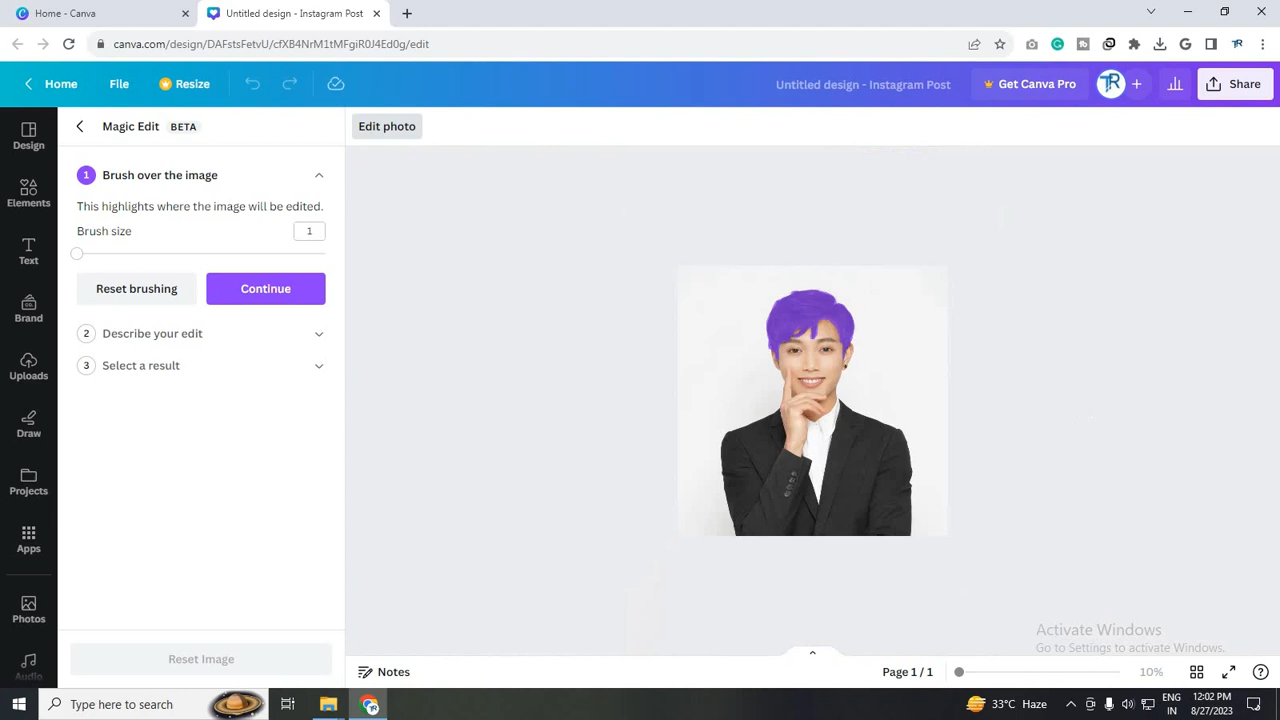 Home - Canva
Untitled design - Instagram Post
canva.com/design/DAFstsFetvU/cfXB4NrM1tMFgiR0J4Ed0g/edit
Home
File
Resize
Untitled design - Instagram Post
Get Canva Pro
Share
Design
Elements
Text
Brand
Uploads
Draw
Projects
Apps
Photos
Audio
Magic Edit BETA
1 Brush over the image
This highlights where the image will be edited.
Brush size 1
Reset brushing
Continue
2 Describe your edit
3 Select a result
Reset Image
Edit photo
Activate Windows
Go to Settings to activate Windows.
Notes
Page 1 / 1
10%
Type here to search
33°C Haze
ENG
IN
12:02 PM
8/27/2023